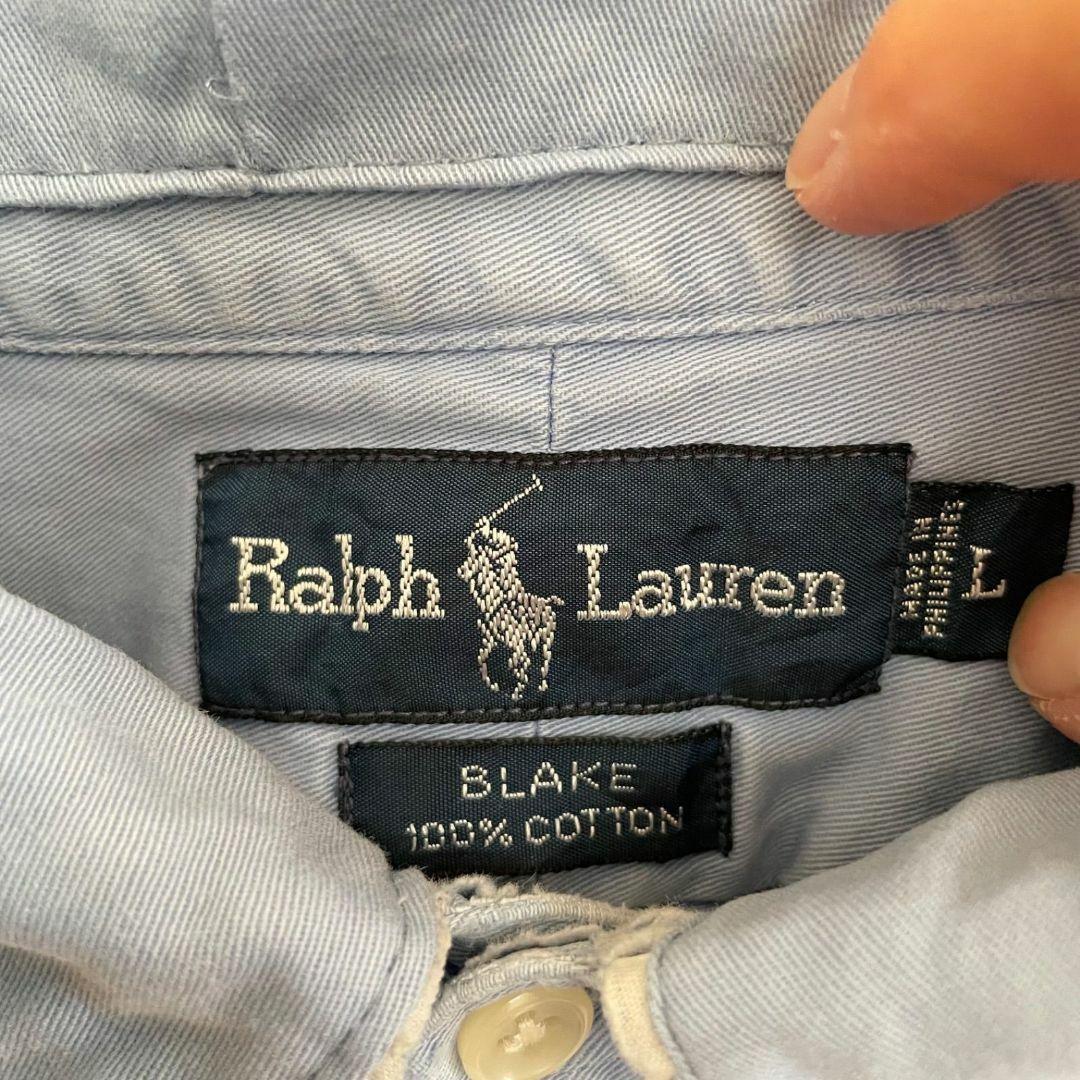 Ralph Lauren
MADE IN
PHILIPPINES
L
BLAKE
100% COTTON